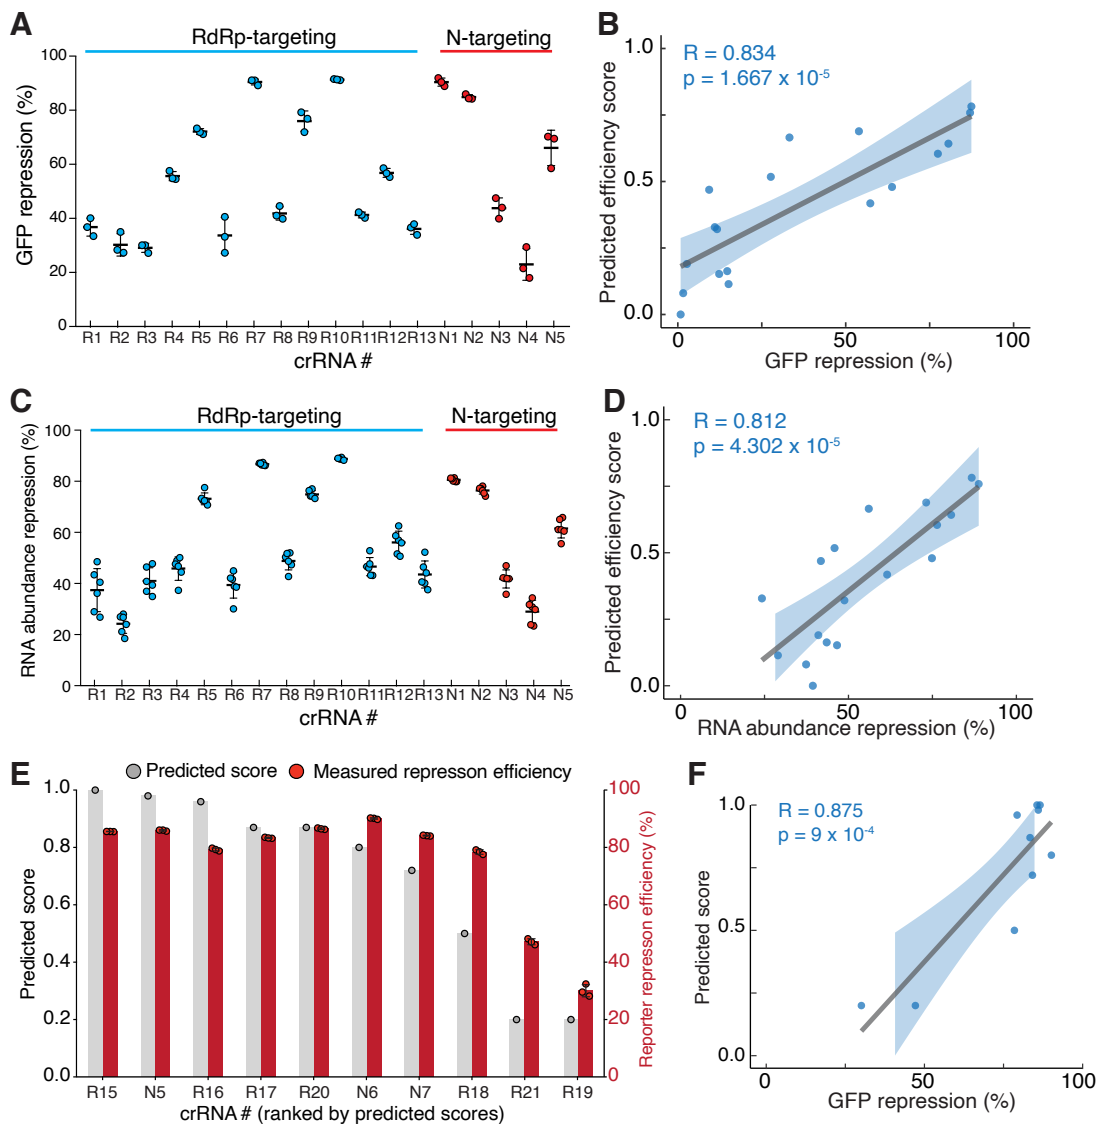 A
RdRp-targeting
N-targeting
GFP repression (%)
100
80
60
40
20
0
R1 R2 R3 R4 R5 R6 R7 R8 R9 R10 R11 R12 R13 N1 N2 N3 N4 N5
crRNA #
B
R = 0.834
p = 1.667 x 10-5
Predicted efficiency score
1.0
0.5
0.0
0 50 100
GFP repression (%)
C
RdRp-targeting
N-targeting
RNA abundance repression (%)
100
80
60
40
20
0
R1 R2 R3 R4 R5 R6 R7 R8 R9 R10 R11 R12 R13 N1 N2 N3 N4 N5
crRNA #
D
R = 0.812
p = 4.302 x 10-5
Predicted efficiency score
1.0
0.5
0.0
0 50 100
RNA abundance repression (%)
E
Predicted score
Measured represson efficiency
Predicted score
1.0
0.8
0.6
0.4
0.2
0.0
Reporter represson efficiency (%)
100
80
60
40
20
0
R15 N5 R16 R17 R20 N6 N7 R18 R21 R19
crRNA # (ranked by predicted scores)
F
R = 0.875
p = 9 x 10-4
Predicted score
1.0
0.5
0.0
0 50 100
GFP repression (%)